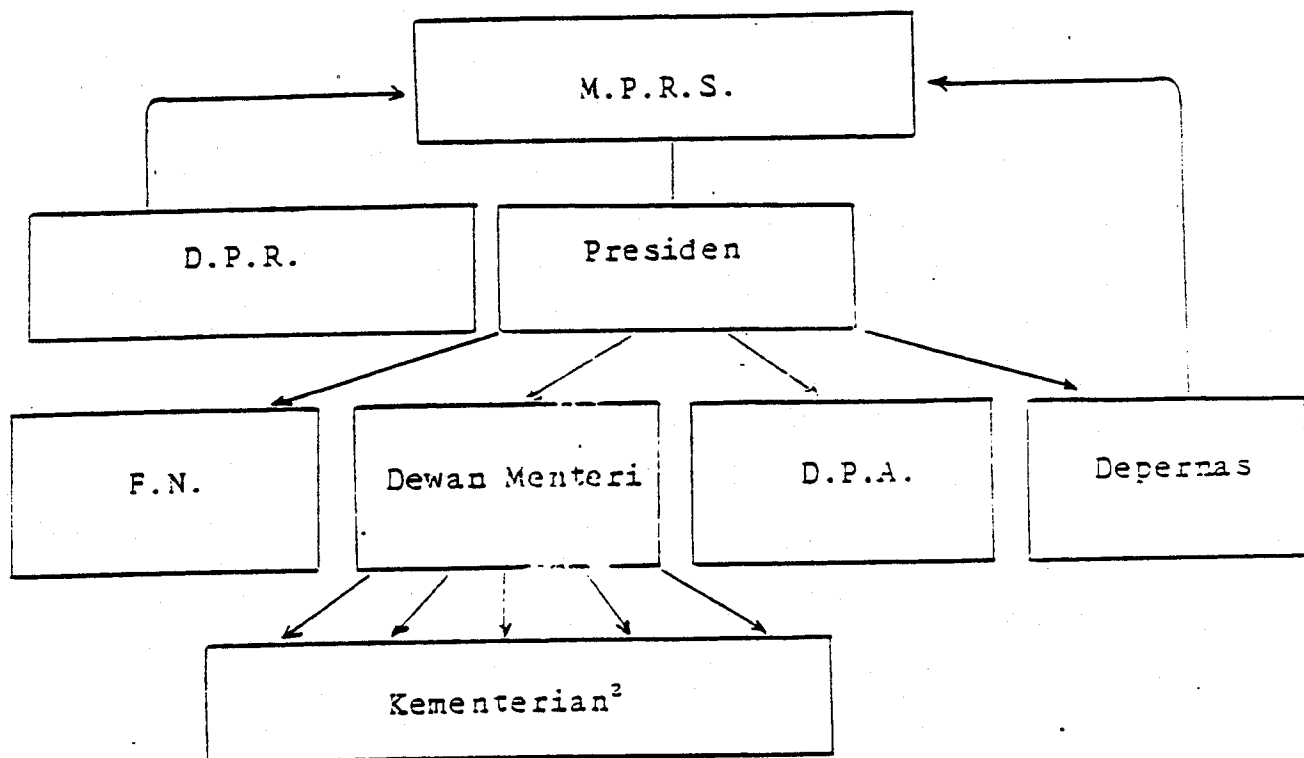 M.P.R.S.
D.P.R.
Presiden
F.N.
Dewan Menteri
D.P.A.
Depernas
Kementerian²